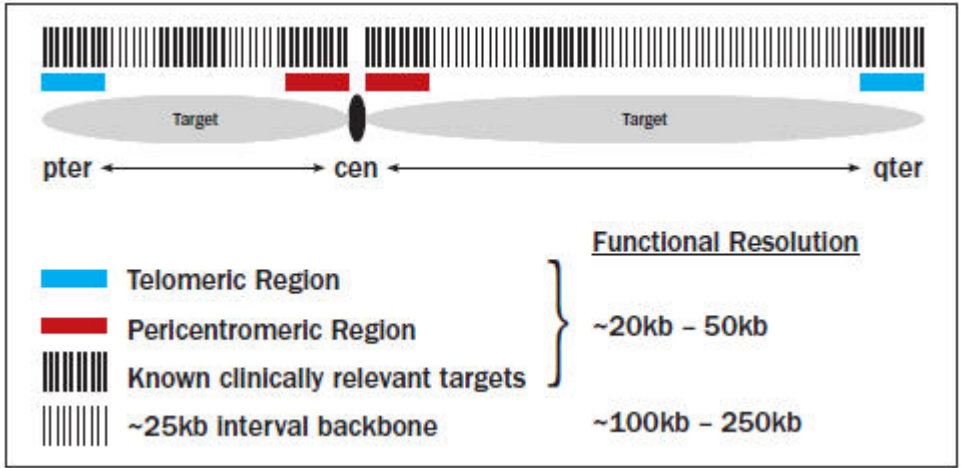 Target Target
pter cen qter
Functional Resolution
Telomeric Region
Pericentromeric Region
~20kb – 50kb
Known clinically relevant targets
~25kb interval backbone
~100kb – 250kb